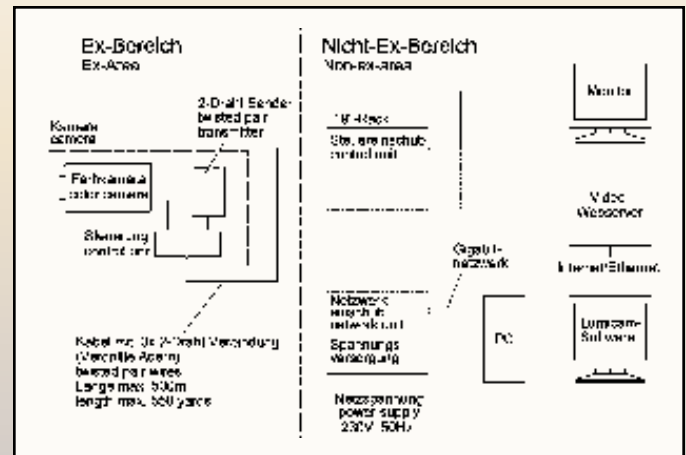 Ex-Bereich
Ex-Area
Nicht-Ex-Bereich
Non-ex-area
2-Draht Sender
twisted pair
transmitter
Kamera
camera
Farbkamera
color camera
Steuerung
control unit
Kabel mit 2-Draht Verbindung
twisted pair wires
Länge max. 500m
length max. 550 yards
19"-Rack
Steuereinschub
control unit
Netzwerk
einschub
network unit
Spannungs
versorgung
Netzspannung
power supply
230V, 50Hz
Gigabit-
netzwerk
PC
Monitor
Video
Webserver
Internet/Ethernet
Software